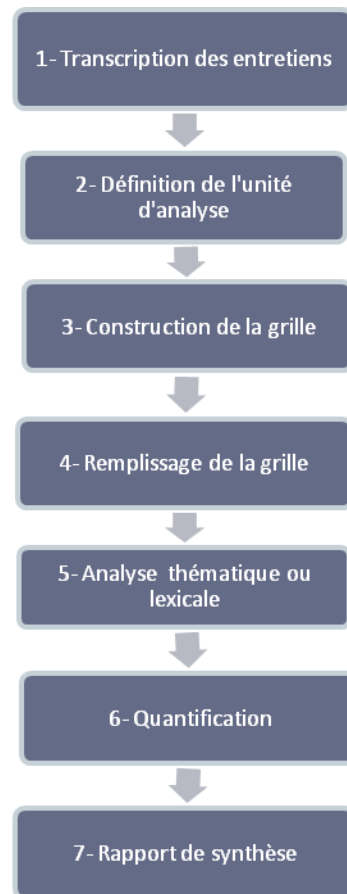 1- Transcription des entretiens
2- Définition de l'unité
d'analyse
3- Construction de la grille
4- Remplissage de la grille
5- Analyse thématique ou
lexicale
6- Quantification
7- Rapport de synthèse